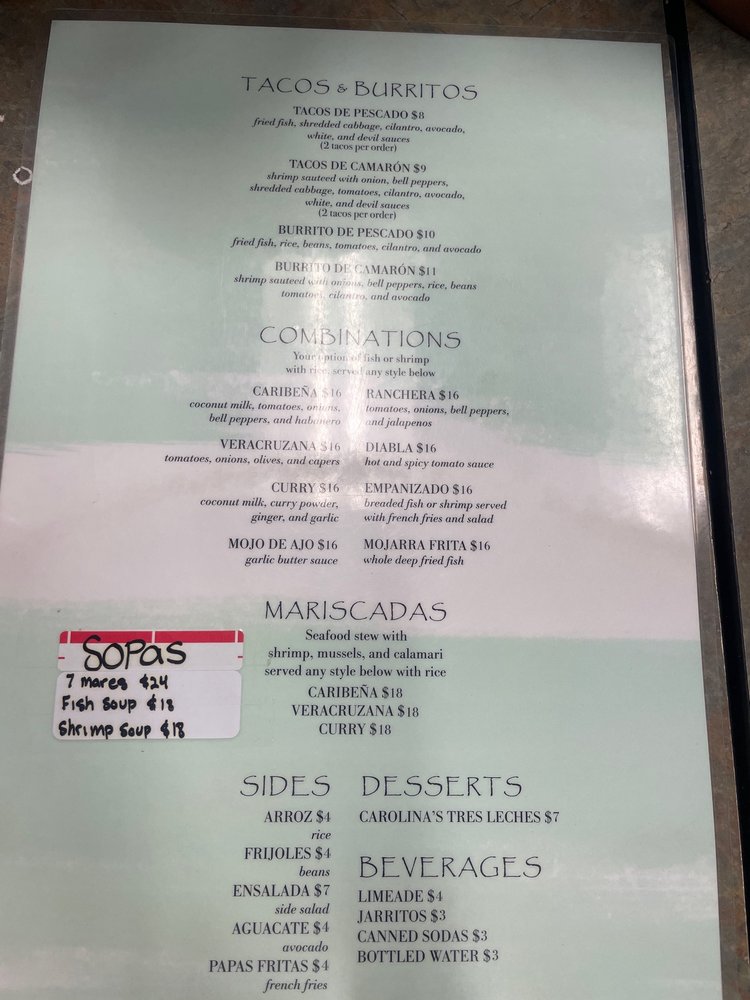 TACOS & BURRITOS
TACOS DE PESCADO $8
fried fish, shredded cabbage, cilantro, avocado,
white, and devil sauces
(2 tacos per order)
TACOS DE CAMARÓN $9
shrimp sauteed with onion, bell peppers,
shredded cabbage, tomatoes, cilantro, avocado,
white, and devil sauces
(2 tacos per order)
BURRITO DE PESCADO $10
fried fish, rice, beans, tomatoes, cilantro, and avocado
BURRITO DE CAMARÓN $11
shrimp sauteed with onions, bell peppers, rice, beans
tomatoes, cilantro, and avocado
COMBINATIONS
Your option of fish or shrimp
with rice, served any style below
CARIBEÑA $16
coconut milk, tomatoes, onions,
bell peppers, and habanero
RANCHERA $16
tomatoes, onions, bell peppers,
and jalapenos
VERACRUZANA $16
tomatoes, onions, olives, and capers
DIABLA $16
hot and spicy tomato sauce
CURRY $16
coconut milk, curry powder,
ginger, and garlic
EMPANIZADO $16
breaded fish or shrimp served
with french fries and salad
MOJO DE AJO $16
garlic butter sauce
MOJARRA FRITA $16
whole deep fried fish
MARISCADAS
Seafood stew with
shrimp, mussels, and calamari
served any style below with rice
CARIBEÑA $18
VERACRUZANA $18
CURRY $18
SOPAS
7 mares $24
Fish Soup $18
Shrimp Soup $18
SIDES
ARROZ $4
rice
FRIJOLES $4
beans
ENSALADA $7
side salad
AGUACATE $4
avocado
PAPAS FRITAS $4
french fries
DESSERTS
CAROLINA'S TRES LECHES $7
BEVERAGES
LIMEADE $4
JARRITOS $3
CANNED SODAS $3
BOTTLED WATER $3